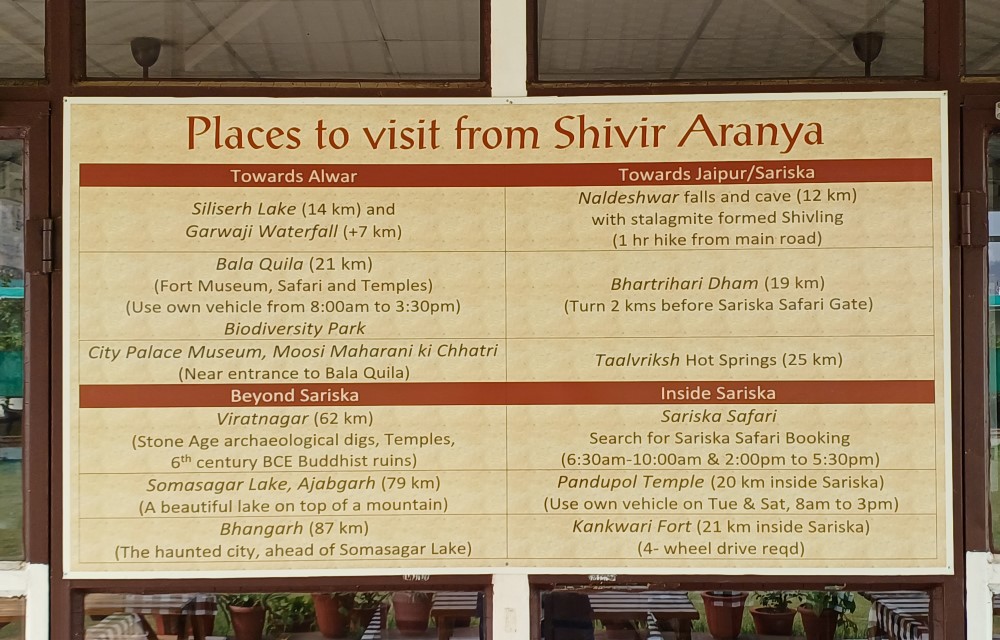 Places to visit from Shivir Aranya
Towards Alwar
Siliserh Lake (14 km) and
Garwaji Waterfall (+7 km)
Bala Quila (21 km)
(Fort Museum, Safari and Temples)
(Use own vehicle from 8:00am to 3:30pm)
Biodiversity Park
City Palace Museum, Moosi Maharani ki Chhatri
(Near entrance to Bala Quila)
Towards Jaipur/Sariska
Naldeshwar falls and cave (12 km)
with stalagmite formed Shivling
(1 hr hike from main road)
Bhartrihari Dham (19 km)
(Turn 2 kms before Sariska Safari Gate)
Taalvriksh Hot Springs (25 km)
Beyond Sariska
Viratnagar (62 km)
(Stone Age archaeological digs, Temples,
6th century BCE Buddhist ruins)
Somasagar Lake, Ajabgarh (79 km)
(A beautiful lake on top of a mountain)
Bhangarh (87 km)
(The haunted city, ahead of Somasagar Lake)
Inside Sariska
Sariska Safari
Search for Sariska Safari Booking
(6:30am-10:00am & 2:00pm to 5:30pm)
Pandupol Temple (20 km inside Sariska)
(Use own vehicle on Tue & Sat, 8am to 3pm)
Kankwari Fort (21 km inside Sariska)
(4- wheel drive reqd)